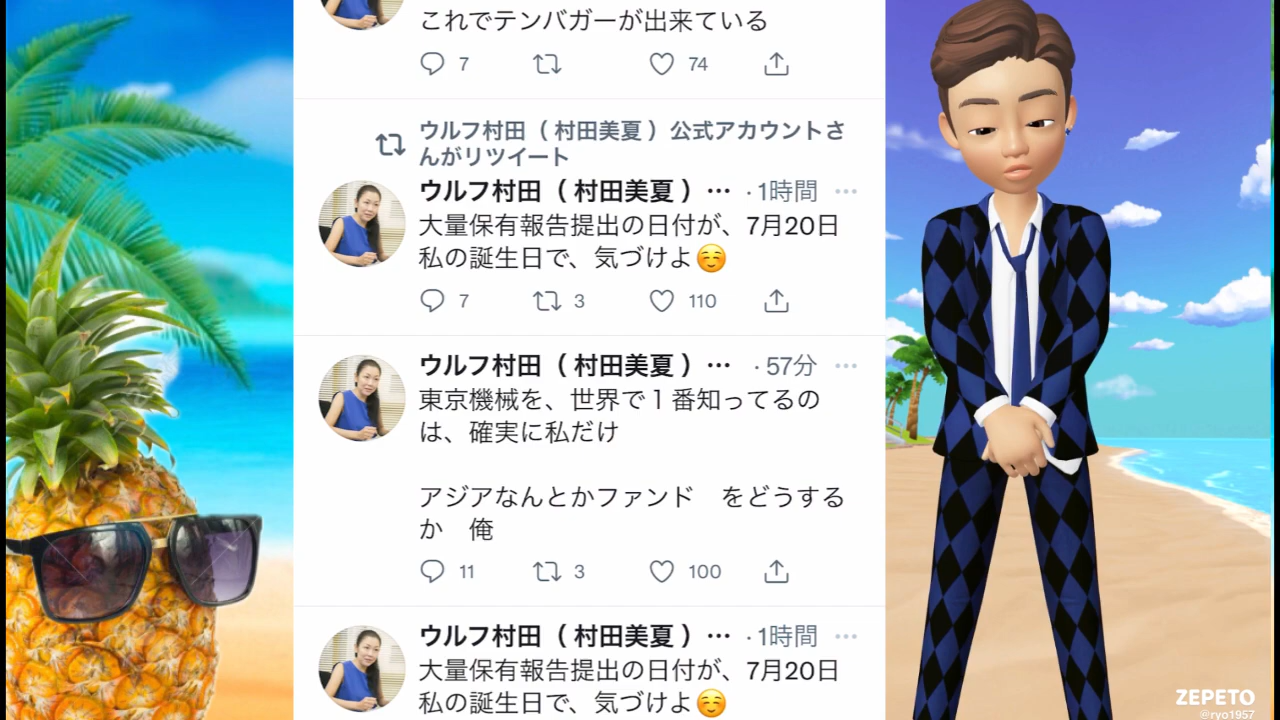 これでテンバガーが出来ている
7 74
ウルフ村田（村田美夏）公式アカウントさ
んがリツイート
ウルフ村田（村田美夏）… ·1時間 …
大量保有報告提出の日付が、7月20日
私の誕生日で、気づけよ☺️
7 3 110
ウルフ村田（村田美夏）… ·57分 …
東京機械を、世界で１番知ってるの
は、確実に私だけ
アジアなんとかファンド　をどうする
か　俺
11 3 100
ウルフ村田（村田美夏）… ·1時間 …
大量保有報告提出の日付が、7月20日
私の誕生日で、気づけよ☺️
ZEPETO
@ryo1957